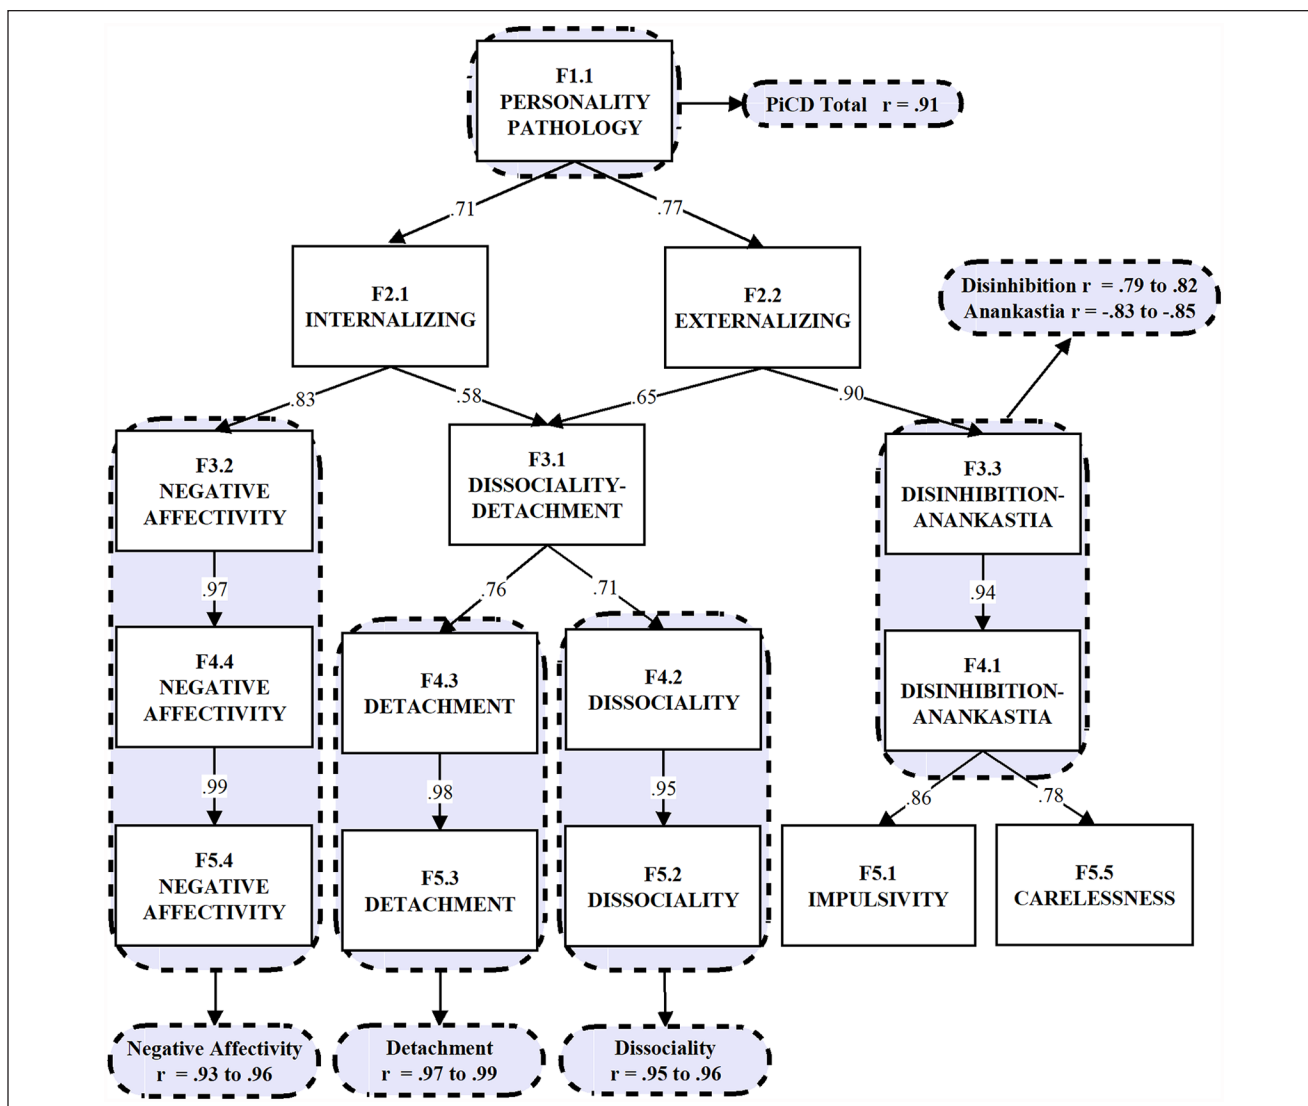 F1.1
PERSONALITY
PATHOLOGY
PiCD Total r = .91
.71
.77
F2.1
INTERNALIZING
F2.2
EXTERNALIZING
Disinhibition r = .79 to .82
Anankastia r = -.83 to -.85
.83
.58
.65
.90
F3.2
NEGATIVE
AFFECTIVITY
F3.1
DISSOCIALITY-
DETACHMENT
F3.3
DISINHIBITION-
ANANKASTIA
.97
.76
.71
.94
F4.4
NEGATIVE
AFFECTIVITY
F4.3
DETACHMENT
F4.2
DISSOCIALITY
F4.1
DISINHIBITION-
ANANKASTIA
.99
.98
.95
.86
.78
F5.4
NEGATIVE
AFFECTIVITY
F5.3
DETACHMENT
F5.2
DISSOCIALITY
F5.1
IMPULSIVITY
F5.5
CARELESSNESS
Negative Affectivity
r = .93 to .96
Detachment
r = .97 to .99
Dissociality
r = .95 to .96